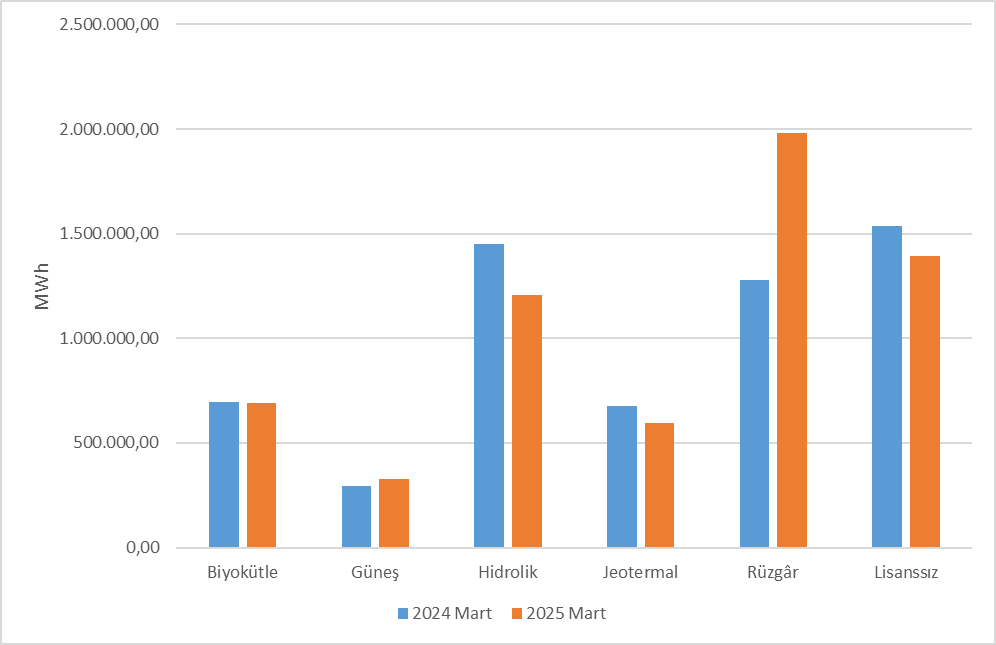 2.500.000,00
2.000.000,00
1.500.000,00
1.000.000,00
500.000,00
0,00
MWh
Biyokütle Güneş Hidrolik Jeotermal Rüzgâr Lisanssız
2024 Mart 2025 Mart